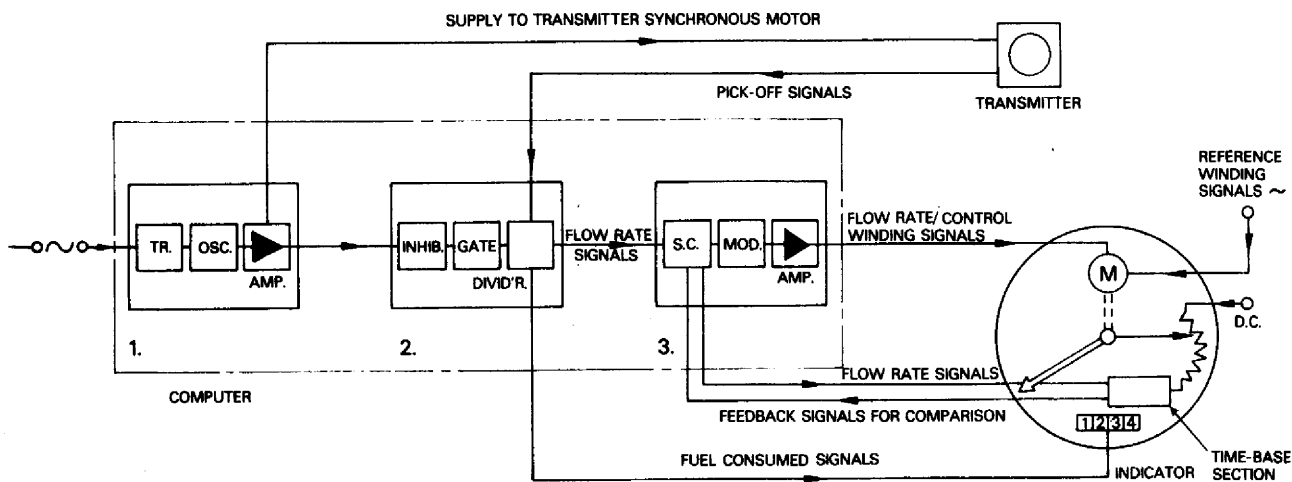 SUPPLY TO TRANSMITTER SYNCHRONOUS MOTOR
PICK-OFF SIGNALS
TRANSMITTER
REFERENCE
WINDING
SIGNALS ~
TR.
OSC.
AMP.
INHIB.
GATE
DIVID'R.
FLOW RATE
SIGNALS
S.C.
MOD.
AMP.
FLOW RATE/CONTROL
WINDING SIGNALS
M
D.C.
1.
2.
3.
COMPUTER
FLOW RATE SIGNALS
FEEDBACK SIGNALS FOR COMPARISON
1234
FUEL CONSUMED SIGNALS
INDICATOR
TIME-BASE
SECTION